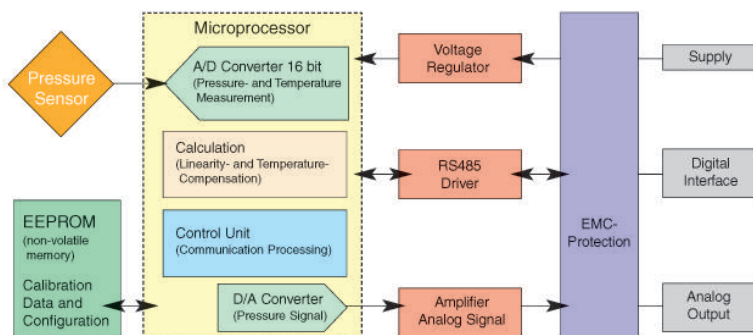 Microprocessor
Pressure
Sensor
A/D Converter 16 bit
(Pressure- and Temperature
Measurement)
Calculation
(Linearity- and Temperature-
Compensation)
Control Unit
(Communication Processing)
D/A Converter
(Pressure Signal)
EEPROM
(non-volatile
memory)
Calibration
Data and
Configuration
Voltage
Regulator
RS485
Driver
Amplifier
Analog Signal
EMC-
Protection
Supply
Digital
Interface
Analog
Output